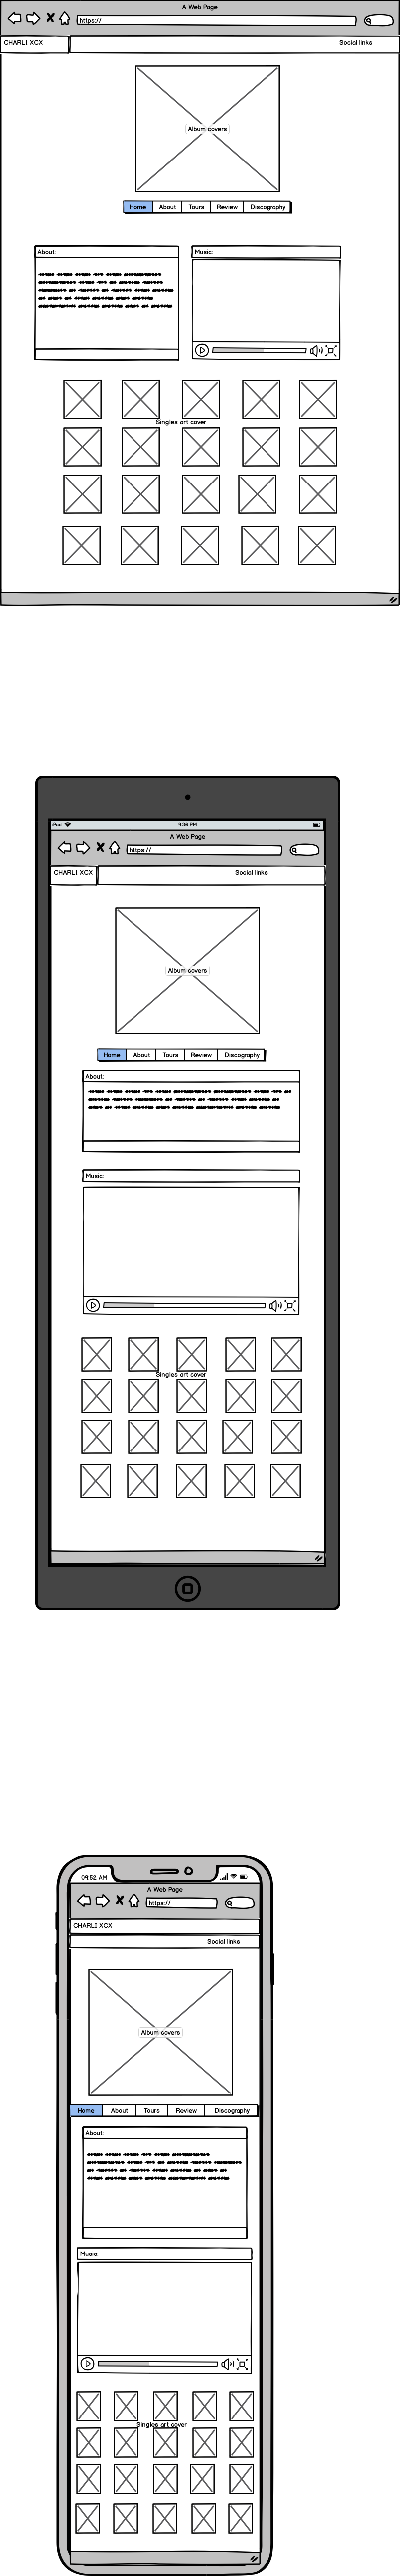 A Web Page
https://
CHARLI XCX
Social links
Album covers
Home About Tours Review Discography
About:
Music:
Singles art cover
iPod 9:36 PM
A Web Page
https://
CHARLI XCX
Social links
Album covers
Home About Tours Review Discography
About:
Music:
Singles art cover
09:52 AM
A Web Page
https://
CHARLI XCX
Social links
Album covers
Home About Tours Review Discography
About:
Music:
Singles art cover